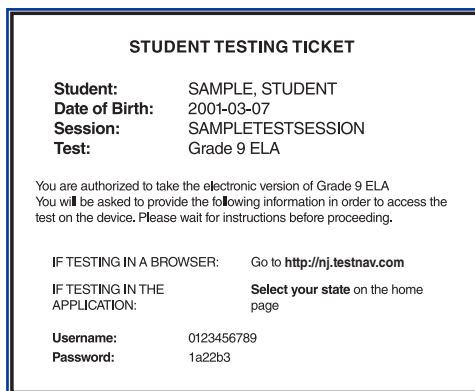 STUDENT TESTING TICKET
Student: SAMPLE, STUDENT
Date of Birth: 2001-03-07
Session: SAMPLETESTSESSION
Test: Grade 9 ELA
You are authorized to take the electronic version of Grade 9 ELA
You will be asked to provide the following information in order to access the
test on the device. Please wait for instructions before proceeding.
IF TESTING IN A BROWSER: Go to http://nj.testnav.com
IF TESTING IN THE Select your state on the home
APPLICATION: page
Username: 0123456789
Password: 1a22b3